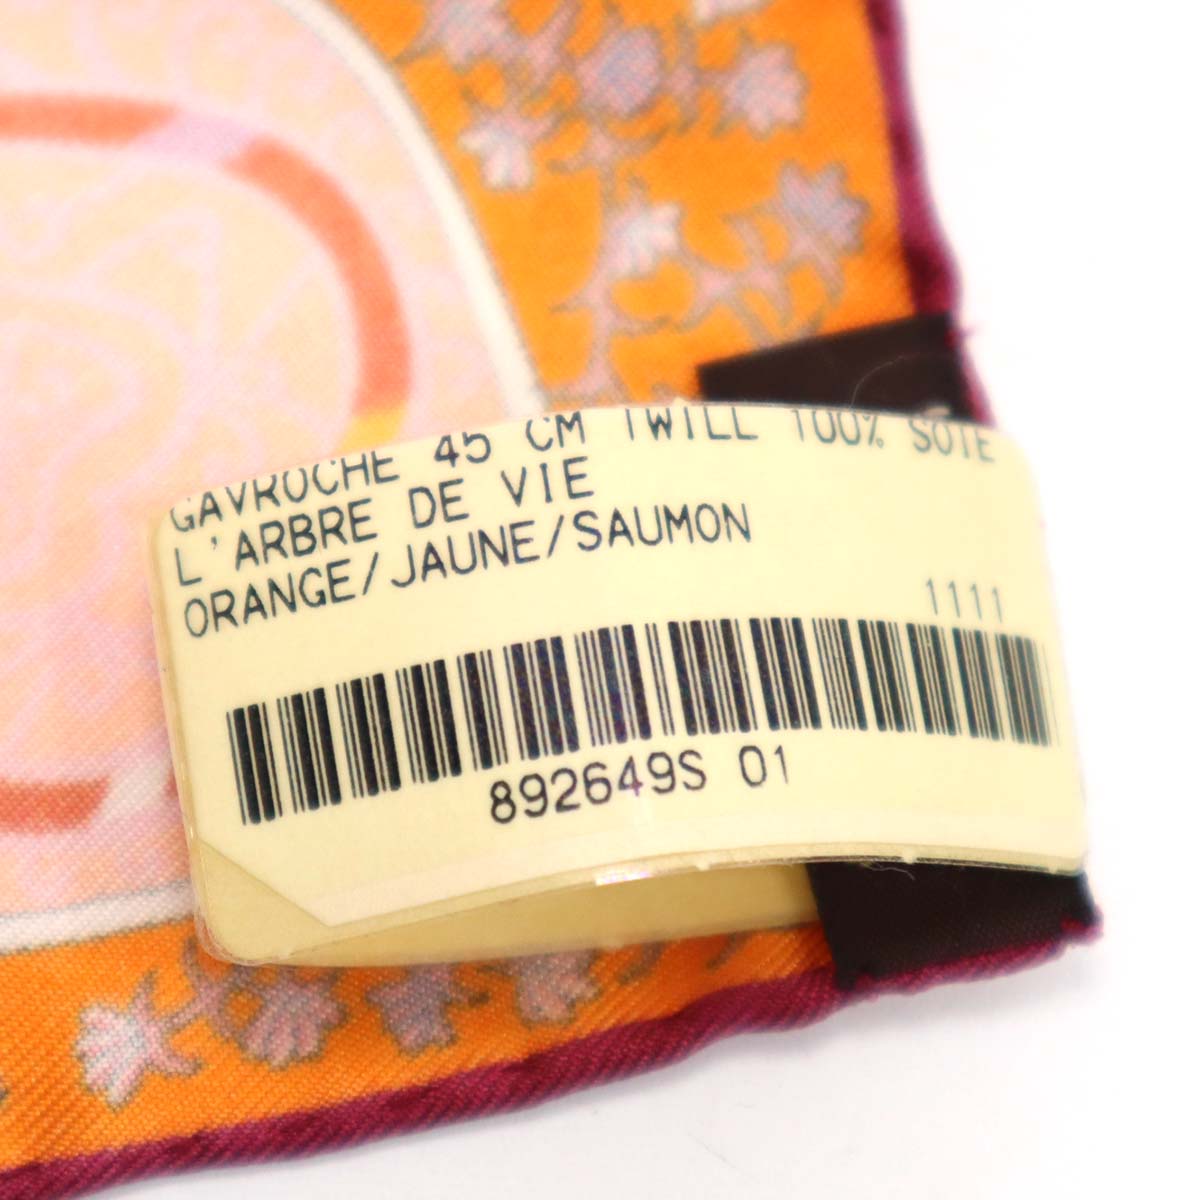 GAVROCHE 45 CM TWILL 100% SOIE
L'ARBRE DE VIE
ORANGE/JAUNE/SAUMON
1111
892649S 01